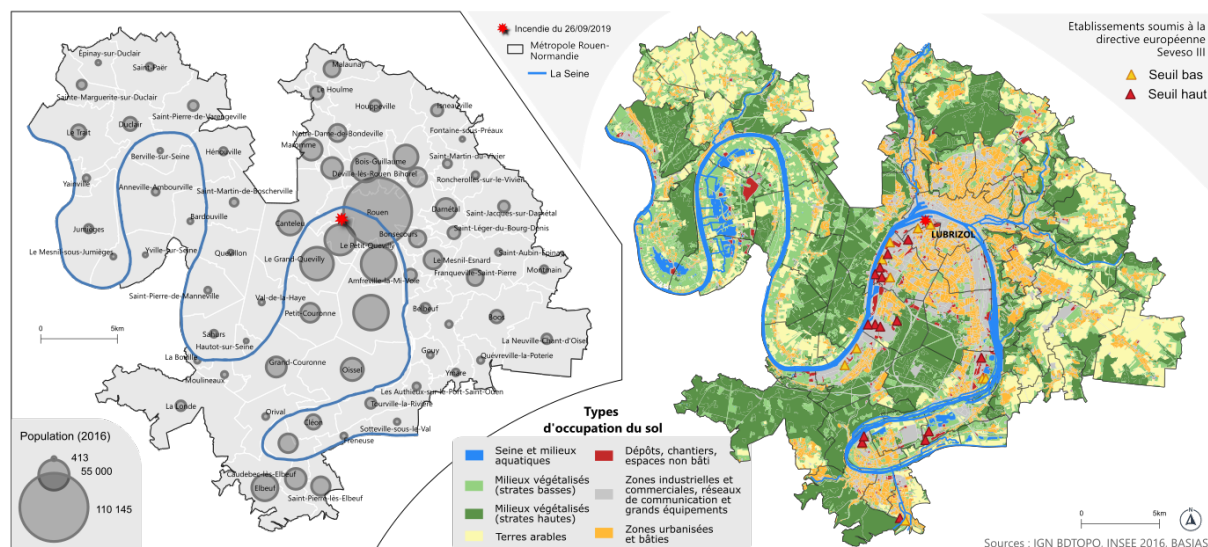 Incendie du 26/09/2019
Métropole Rouen-
Normandie
La Seine
Etablissements soumis à la
directive européenne
Seveso III
Seuil bas
Seuil haut
Épinay-sur-Duclair
Saint-Paër
Sainte-Marguerite-sur-Duclair
Saint-Pierre-de-Varengeville
Le Trait
Duclair
Berville-sur-Seine
Hénouville
Yainville
Anneville-Ambourville
Saint-Martin-de-Boscherville
Bardouville
Jumièges
Le Mesnil-sous-Jumièges
Yville-sur-Seine
Quevillon
Saint-Pierre-de-Manneville
Val-de-la-Haye
Sahurs
Hautot-sur-Seine
La Bouille
Moulineaux
La Londe
Malaunay
Le Houlme
Houppeville
Isneauville
Notre-Dame-de-Bondeville
Fontaine-sous-Préaux
Maromme
Bois-Guillaume
Saint-Martin-du-Vivier
Déville-lès-Rouen
Bihorel
Roncherolles-sur-le-Vivier
Rouen
Canteleu
Darnétal
Saint-Jacques-sur-Darnétal
Bonsecours
Saint-Léger-du-Bourg-Denis
Le Petit-Quevilly
Le Grand-Quevilly
Le Mesnil-Esnard
Saint-Aubin-Epinay
Franqueville-Saint-Pierre
Montmain
Amfreville-la-Mi-Voie
Petit-Couronne
Belbeuf
Boos
La Neuville-Chant-d'Oisel
Gouy
Quévreville-la-Poterie
Grand-Couronne
Oissel
Ymare
Les Authieux-sur-le-Port-Saint-Ouen
Tourville-la-Rivière
Orival
Cléon
Sotteville-sous-le-Val
Freneuse
Caudebec-lès-Elbeuf
Elbeuf
Saint-Pierre-lès-Elbeuf
0 5km
Population (2016)
413
55 000
110 145
LUBRIZOL
Types
d'occupation du sol
Seine et milieux
aquatiques
Milieux végétalisés
(strates basses)
Milieux végétalisés
(strates hautes)
Terres arables
Dépôts, chantiers,
espaces non bâti
Zones industrielles et
commerciales, réseaux
de communication et
grands équipements
Zones urbanisées
et bâties
0 5km
N
Sources : IGN BDTOPO, INSEE 2016, BASIAS